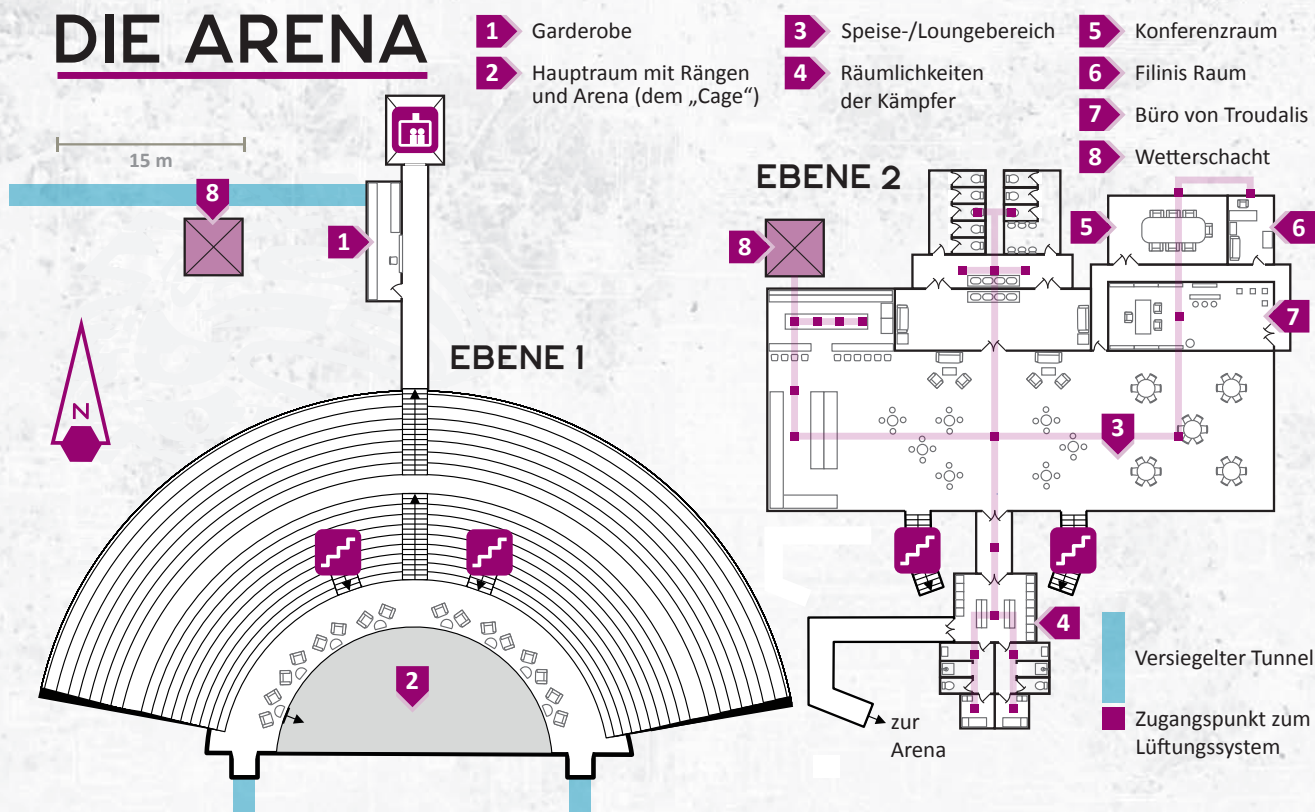 DIE ARENA
1 Garderobe
2 Hauptraum mit Rängen
und Arena (dem „Cage“)
3 Speise-/Loungebereich
4 Räumlichkeiten
der Kämpfer
5 Konferenzraum
6 Filinis Raum
7 Büro von Troudalis
8 Wetterschacht
15 m
8
1
N
EBENE 1
2
EBENE 2
8
5
6
7
3
4
zur
Arena
Versiegelter Tunnel
Zugangspunkt zum
Lüftungssystem